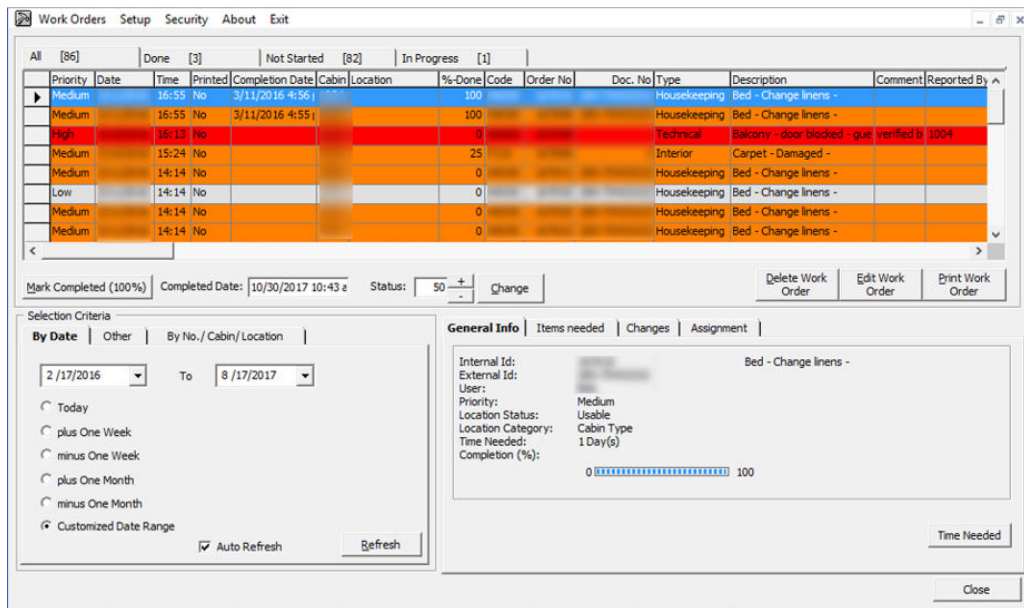 Work Orders Setup Security About Exit
All [86] Done [3] Not Started [82] In Progress [1]
Priority Date Time Printed Completion Date Cabin Location %-Done Code Order No Doc. No Type Description Comment Reported By
Medium 16:55 No 3/11/2016 4:56 100 Housekeeping Bed - Change linens -
Medium 16:55 No 3/11/2016 4:55 100 Housekeeping Bed - Change linens -
High 16:13 No 0 Technical Balcony - door blocked - gue verified b 1004
Medium 15:24 No 25 Interior Carpet - Damaged -
Medium 14:14 No 0 Housekeeping Bed - Change linens -
Low 14:14 No 0 Housekeeping Bed - Change linens -
Medium 14:14 No 0 Housekeeping Bed - Change linens -
Medium 14:14 No 0 Housekeeping Bed - Change linens -
Mark Completed (100%) Completed Date: 10/30/2017 10:43 a Status: 50 + - Change Delete Work Order Edit Work Order Print Work Order
Selection Criteria
By Date Other By No./ Cabin/ Location
2 /17/2016 To 8 /17/2017
Today
plus One Week
minus One Week
plus One Month
minus One Month
Customized Date Range
Auto Refresh Refresh
General Info Items needed Changes Assignment
Internal Id: Bed - Change linens -
External Id:
User:
Priority: Medium
Location Status: Usable
Location Category: Cabin Type
Time Needed: 1 Day(s)
Completion (%):
0 100
Time Needed
Close